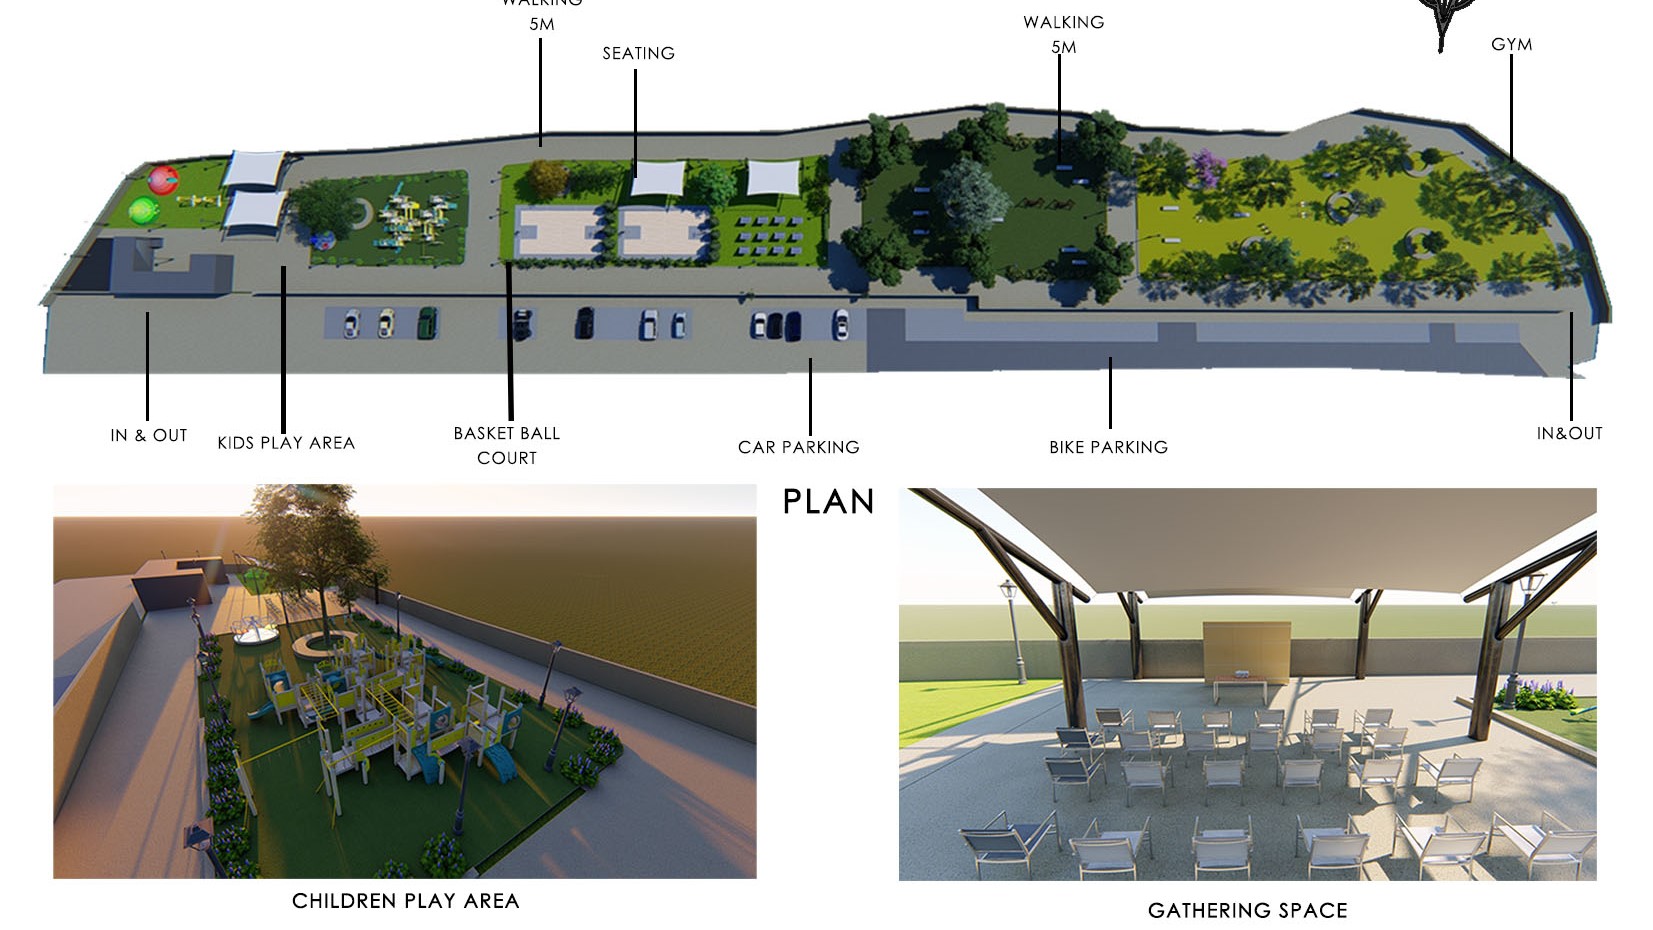 WALKING
5M
SEATING
WALKING
5M
GYM
IN & OUT
KIDS PLAY AREA
BASKET BALL
COURT
CAR PARKING
BIKE PARKING
IN&OUT
PLAN
CHILDREN PLAY AREA
GATHERING SPACE